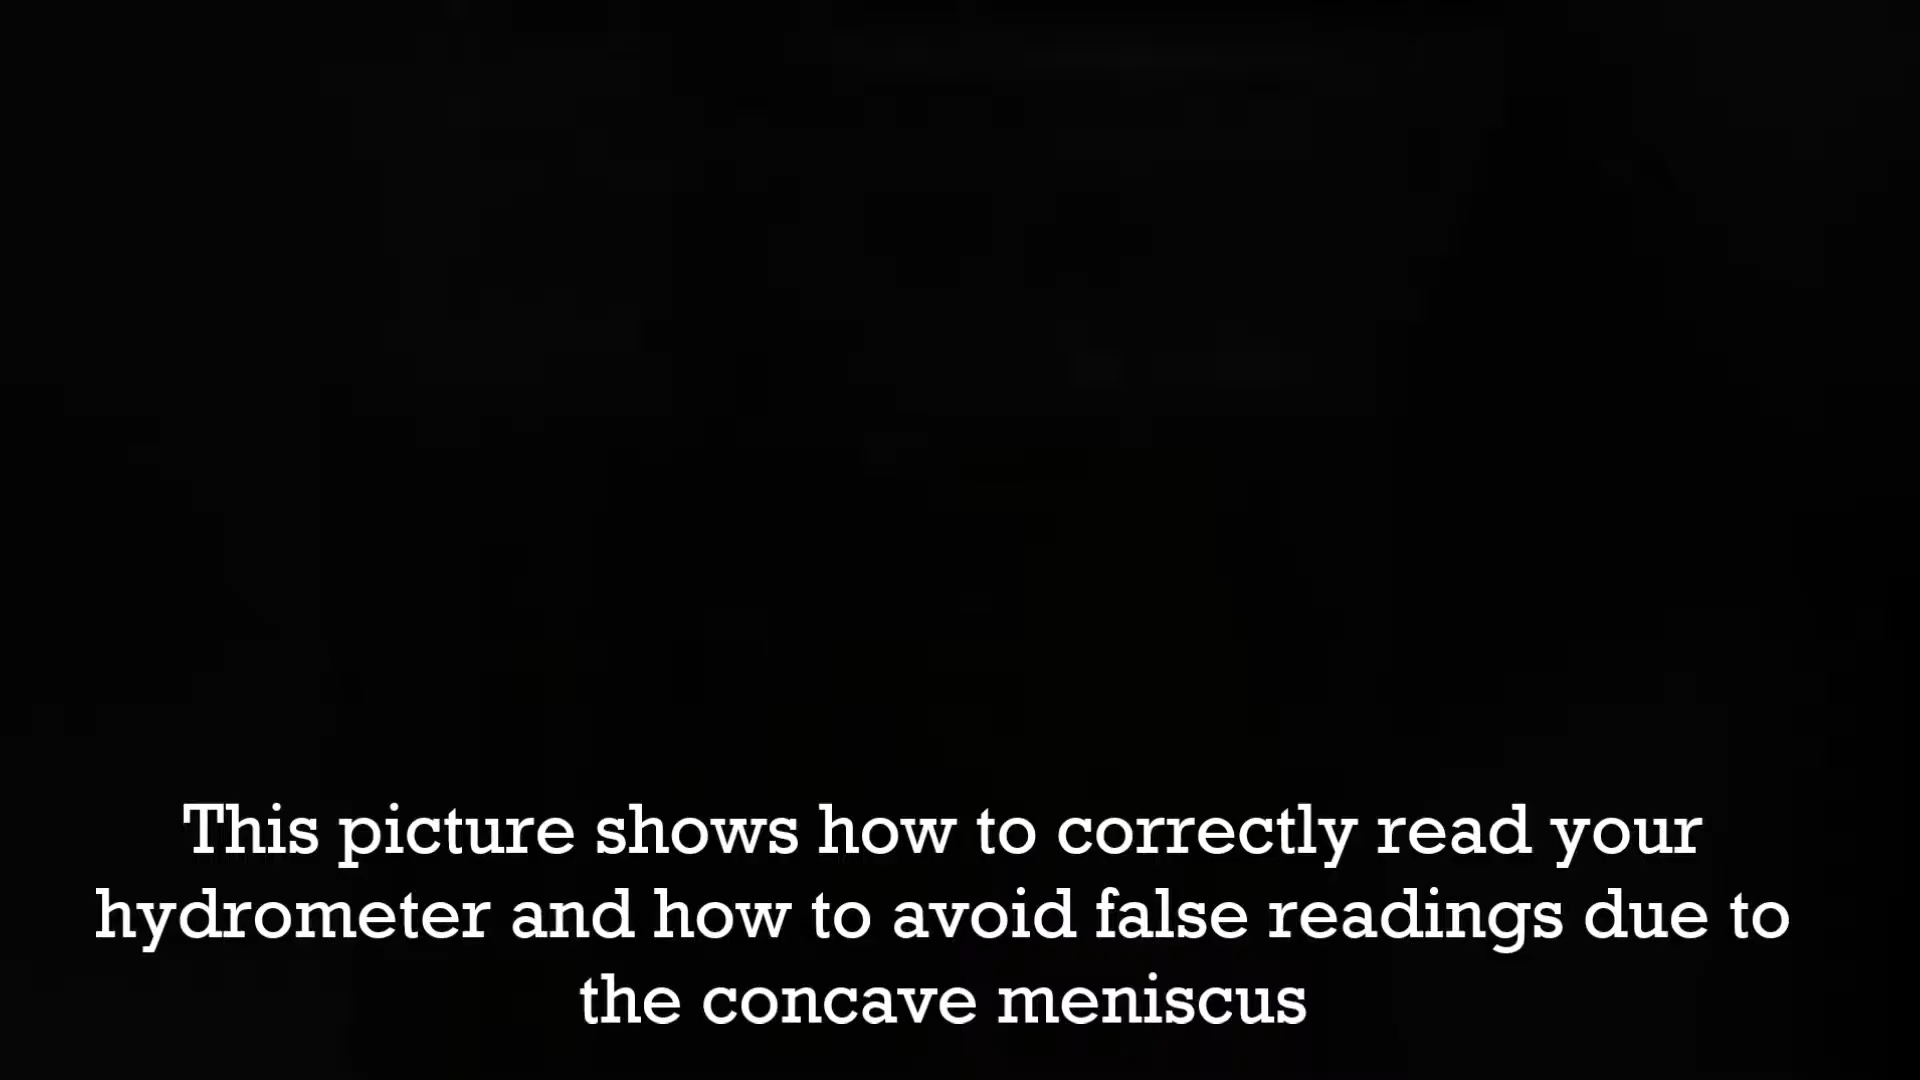 This picture shows how to correctly read your
hydrometer and how to avoid false readings due to
the concave meniscus